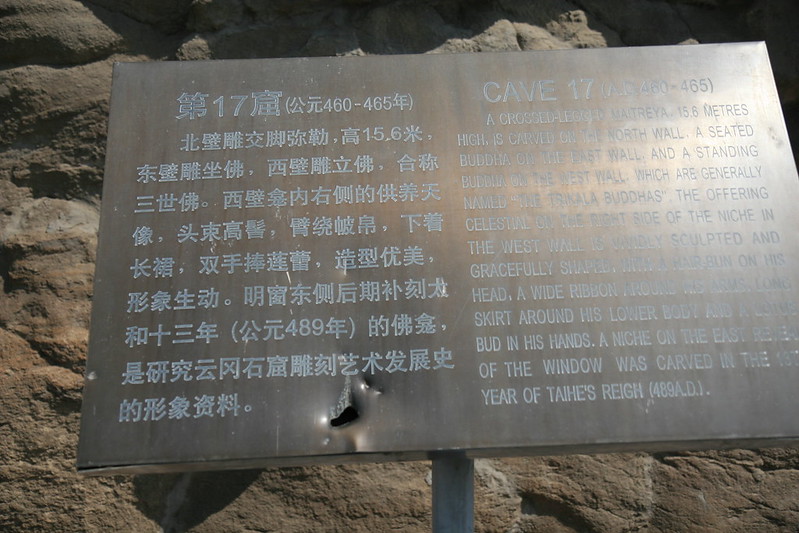 第17窟(公元460-465年)
北壁雕交脚弥勒，高15.6米，
东壁雕坐佛，西壁雕立佛，合称
三世佛。西壁龛内右侧的供养天
像，头束高髻，臂绕帔帛，下着
长裙，双手捧莲蕾，造型优美，
形象生动。明窗东侧后期补刻太
和十三年（公元489年）的佛龛，
是研究云冈石窟雕刻艺术发展史
的形象资料。
CAVE 17 (A.D.460-465)
A CROSSED-LEGGED MAITREYA, 15.6 METRES
HIGH, IS CARVED ON THE NORTH WALL. A SEATED
BUDDHA ON THE EAST WALL, AND A STANDING
BUDDHA ON THE WEST WALL, WHICH ARE GENERALLY
NAMED "THE TRIKALA BUDDHAS". THE OFFERING
CELESTIAL ON THE RIGHT SIDE OF THE NICHE IN
THE WEST WALL IS SCULPTED AND
GRACEFULLY SHAPED, WITH A HAIR-BUN ON HIS
HEAD, A WIDE RIBBON AROUND HIS LONG
SKIRT AROUND HIS LOWER BODY AND A
BUD IN HIS HANDS. A NICHE ON THE EAST
OF THE WINDOW WAS CARVED IN THE
YEAR OF TAIHE'S REIGH (489A.D.).